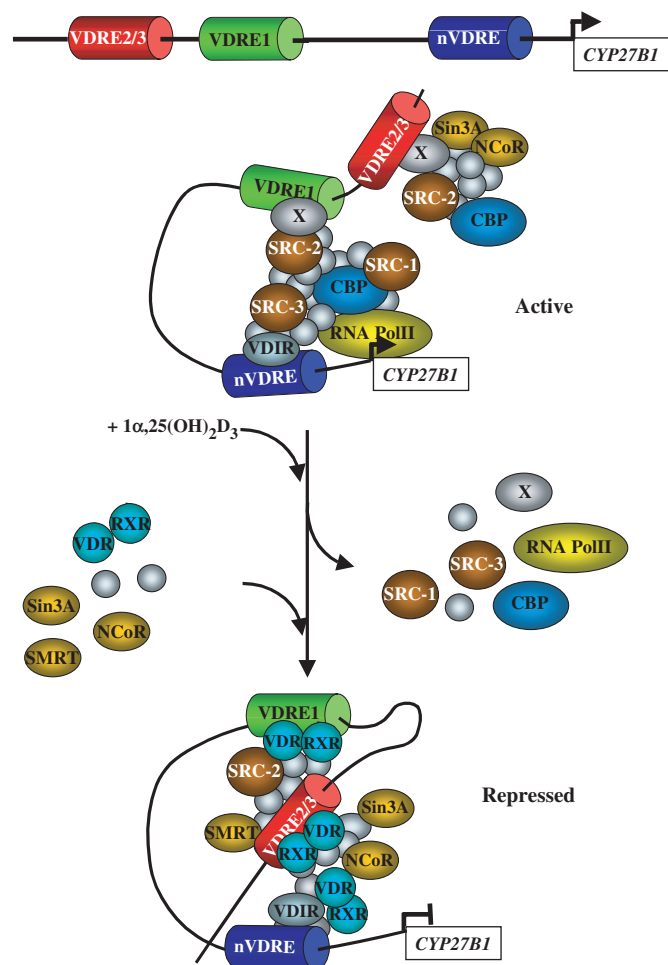 VDRE2/3
VDRE1
nVDRE
CYP27B1
VDRE2/3
Sin3A
NCoR
X
SRC-2
CBP
VDRE1
X
SRC-2
SRC-1
CBP
SRC-3
RNA PolII
VDIR
nVDRE
CYP27B1
Active
+ 1α,25(OH)₂D₃
VDR
RXR
Sin3A
NCoR
SMRT
X
RNA PolII
SRC-3
SRC-1
CBP
VDRE1
VDR
RXR
SRC-2
VDRE2/3
Sin3A
SMRT
VDR
RXR
NCoR
VDR
VDIR
RXR
nVDRE
CYP27B1
Repressed